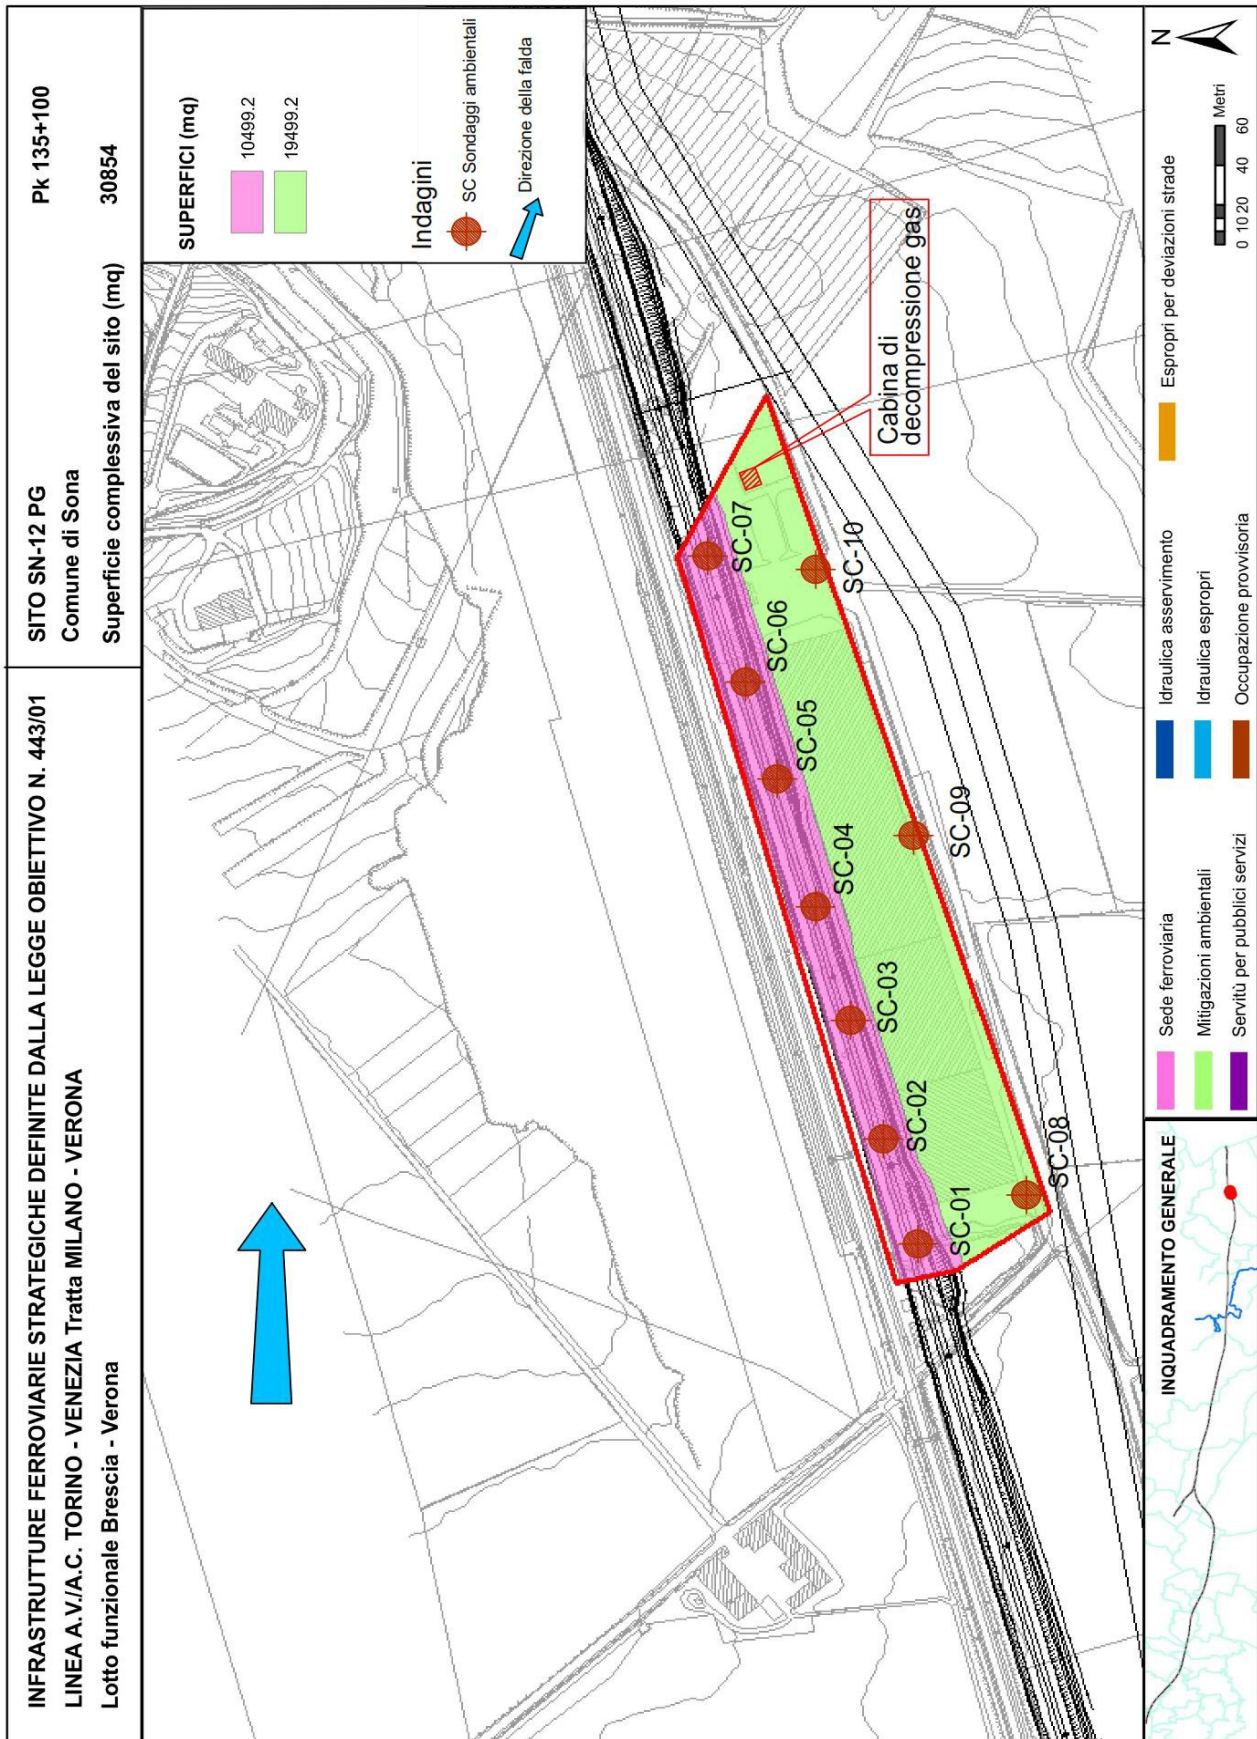 INFRASTRUTTURE FERROVIARIE STRATEGICHE DEFINITE DALLA LEGGE OBIETTIVO N. 443/01
LINEA A.V./A.C. TORINO - VENEZIA Tratta MILANO - VERONA
Lotto funzionale Brescia - Verona
SITO SN-12 PG
Pk 135+100
Comune di Sona
Superficie complessiva del sito (mq)
30854
SUPERFICI (mq)
10499.2
19499.2
Indagini
SC Sondaggi ambientali
Direzione della falda
SC-01
SC-02
SC-03
SC-04
SC-05
SC-06
SC-07
SC-08
SC-09
SC-10
Cabina di
decompressione gas
INQUADRAMENTO GENERALE
Sede ferroviaria
Mitigazioni ambientali
Servitù per pubblici servizi
Idraulica asservimento
Idraulica espropri
Occupazione provvisoria
Espropri per deviazioni strade
N
Metri
0 10 20 40 60